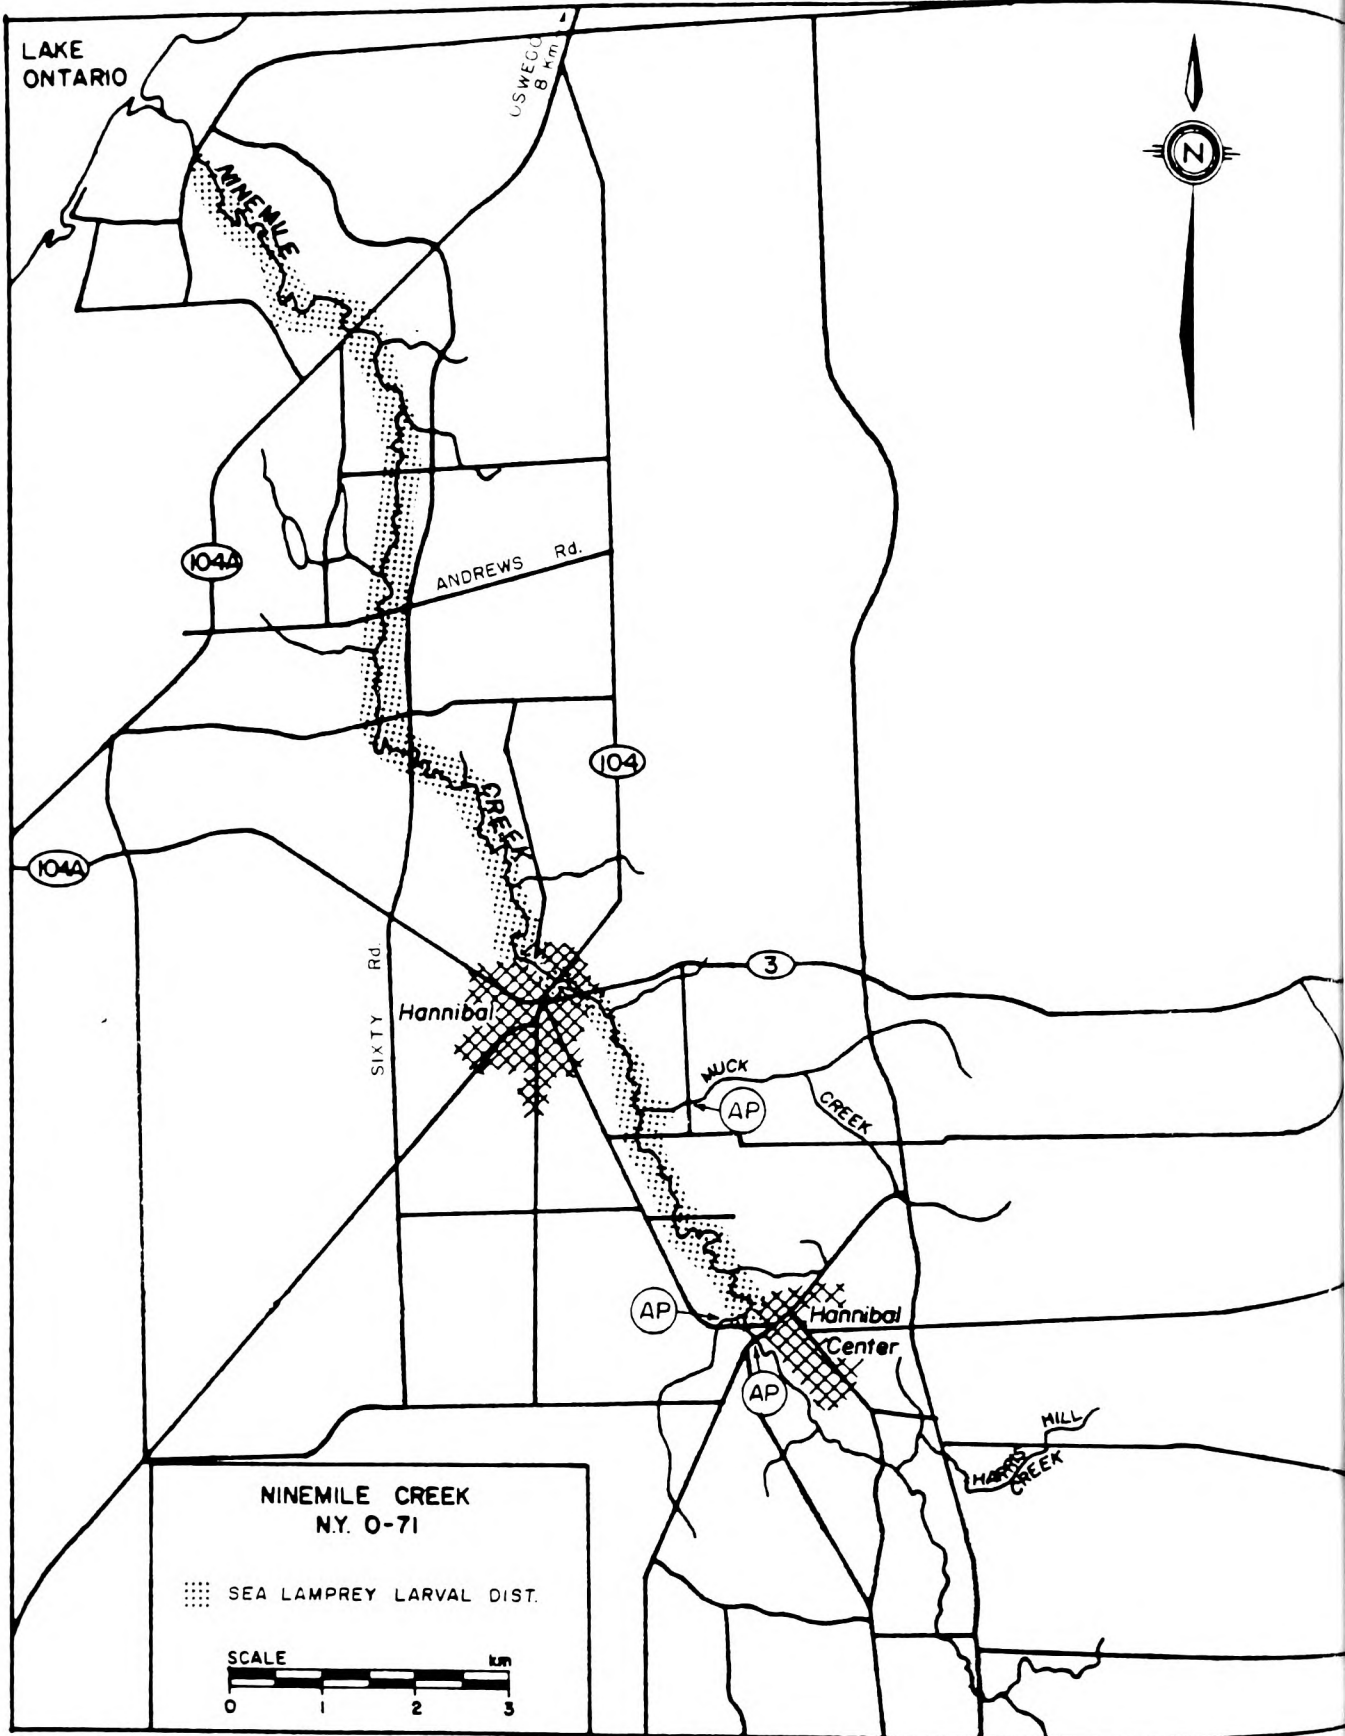 LAKE
ONTARIO
OSWEGO
8 km
N
NINEMILE
104A
ANDREWS Rd.
104
CREEK
104A
SIXTY Rd.
3
Hannibal
MUCK
AP
CREEK
AP
Hannibal
Center
AP
HILL
HARRIS
CREEK
NINEMILE CREEK
N.Y. O-71
SEA LAMPREY LARVAL DIST.
SCALE km
0 1 2 3